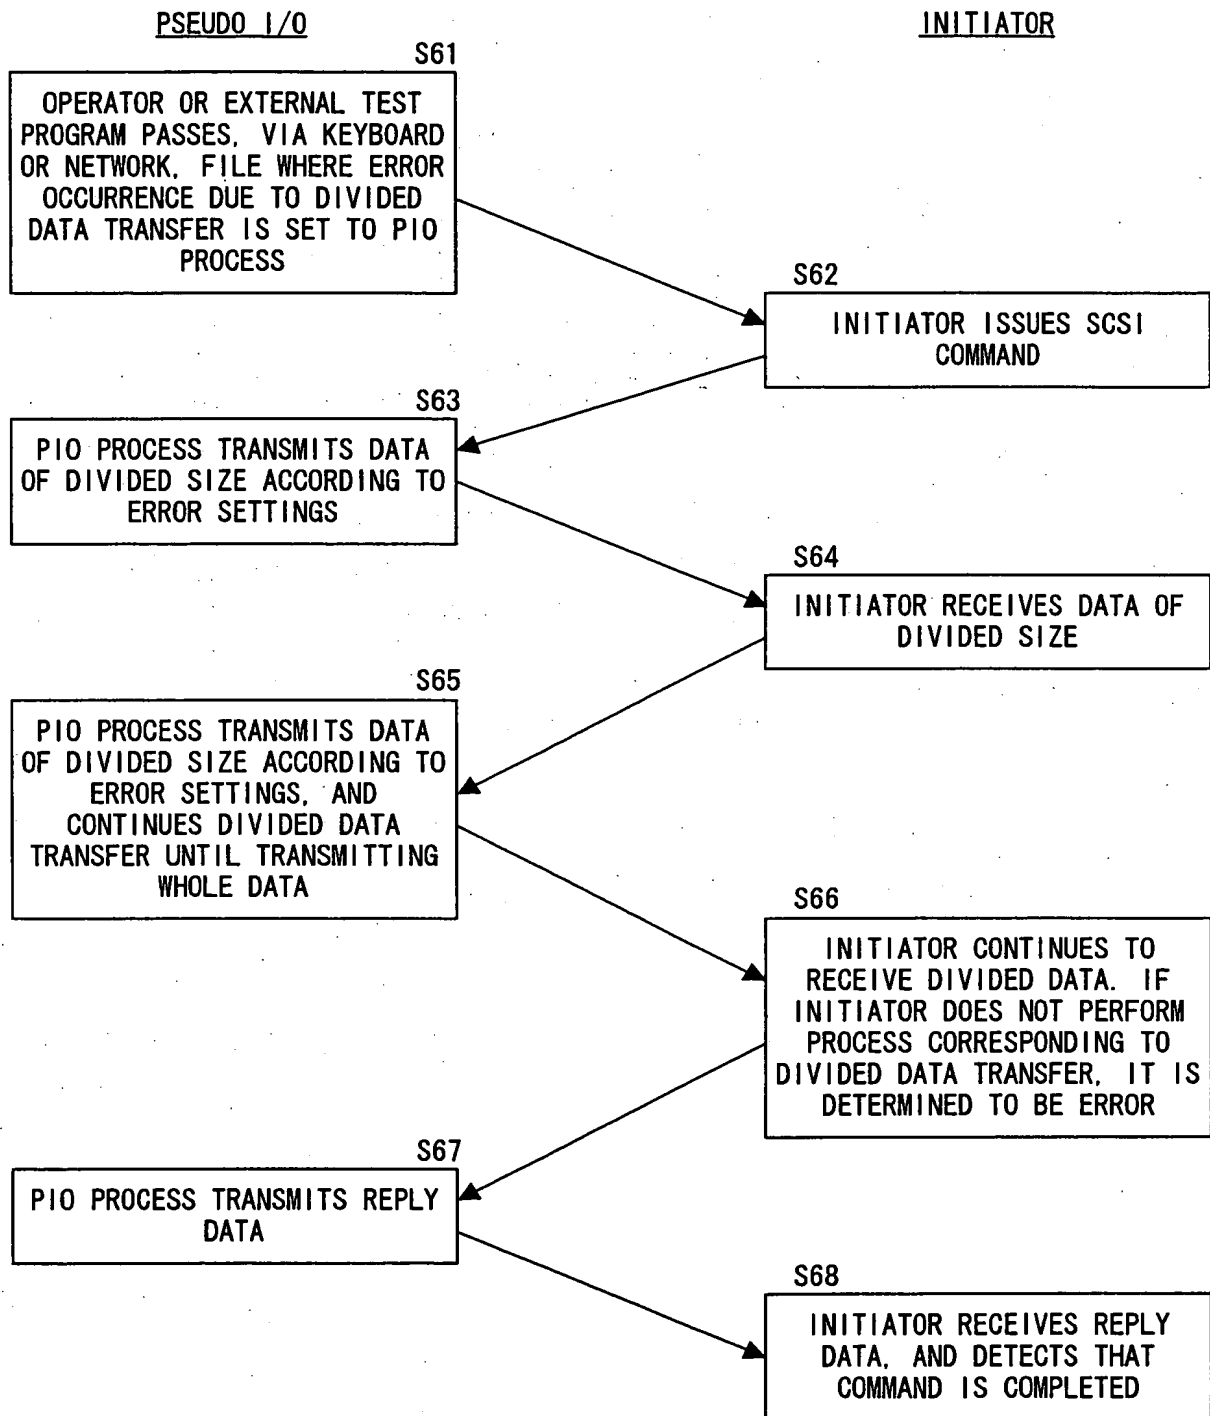 PSEUDO I/O
INITIATOR
S61
OPERATOR OR EXTERNAL TEST
PROGRAM PASSES, VIA KEYBOARD
OR NETWORK, FILE WHERE ERROR
OCCURRENCE DUE TO DIVIDED
DATA TRANSFER IS SET TO PIO
PROCESS
S62
INITIATOR ISSUES SCSI
COMMAND
S63
PIO PROCESS TRANSMITS DATA
OF DIVIDED SIZE ACCORDING TO
ERROR SETTINGS
S64
INITIATOR RECEIVES DATA OF
DIVIDED SIZE
S65
PIO PROCESS TRANSMITS DATA
OF DIVIDED SIZE ACCORDING TO
ERROR SETTINGS, AND
CONTINUES DIVIDED DATA
TRANSFER UNTIL TRANSMITTING
WHOLE DATA
S66
INITIATOR CONTINUES TO
RECEIVE DIVIDED DATA. IF
INITIATOR DOES NOT PERFORM
PROCESS CORRESPONDING TO
DIVIDED DATA TRANSFER, IT IS
DETERMINED TO BE ERROR
S67
PIO PROCESS TRANSMITS REPLY
DATA
S68
INITIATOR RECEIVES REPLY
DATA, AND DETECTS THAT
COMMAND IS COMPLETED